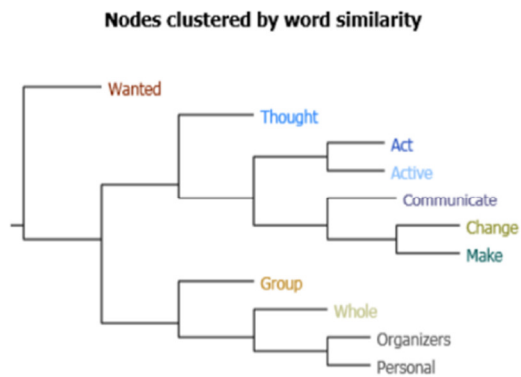 Nodes clustered by word similarity
Wanted
Thought
Act
Active
Communicate
Change
Make
Group
Whole
Organizers
Personal